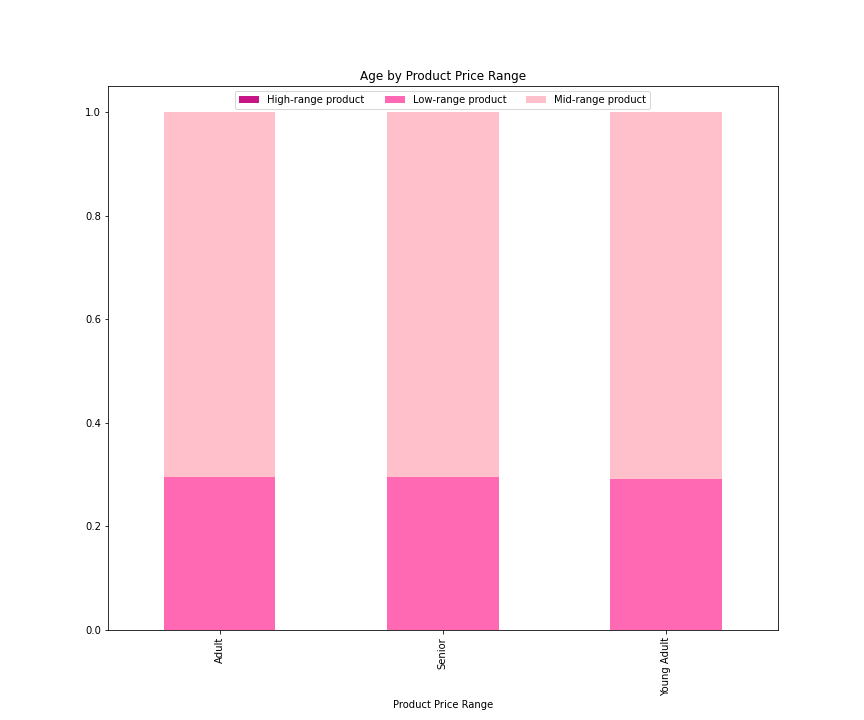 Age by Product Price Range
High-range product Low-range product Mid-range product
1.0
0.8
0.6
0.4
0.2
0.0
Adult
Senior
Young Adult
Product Price Range